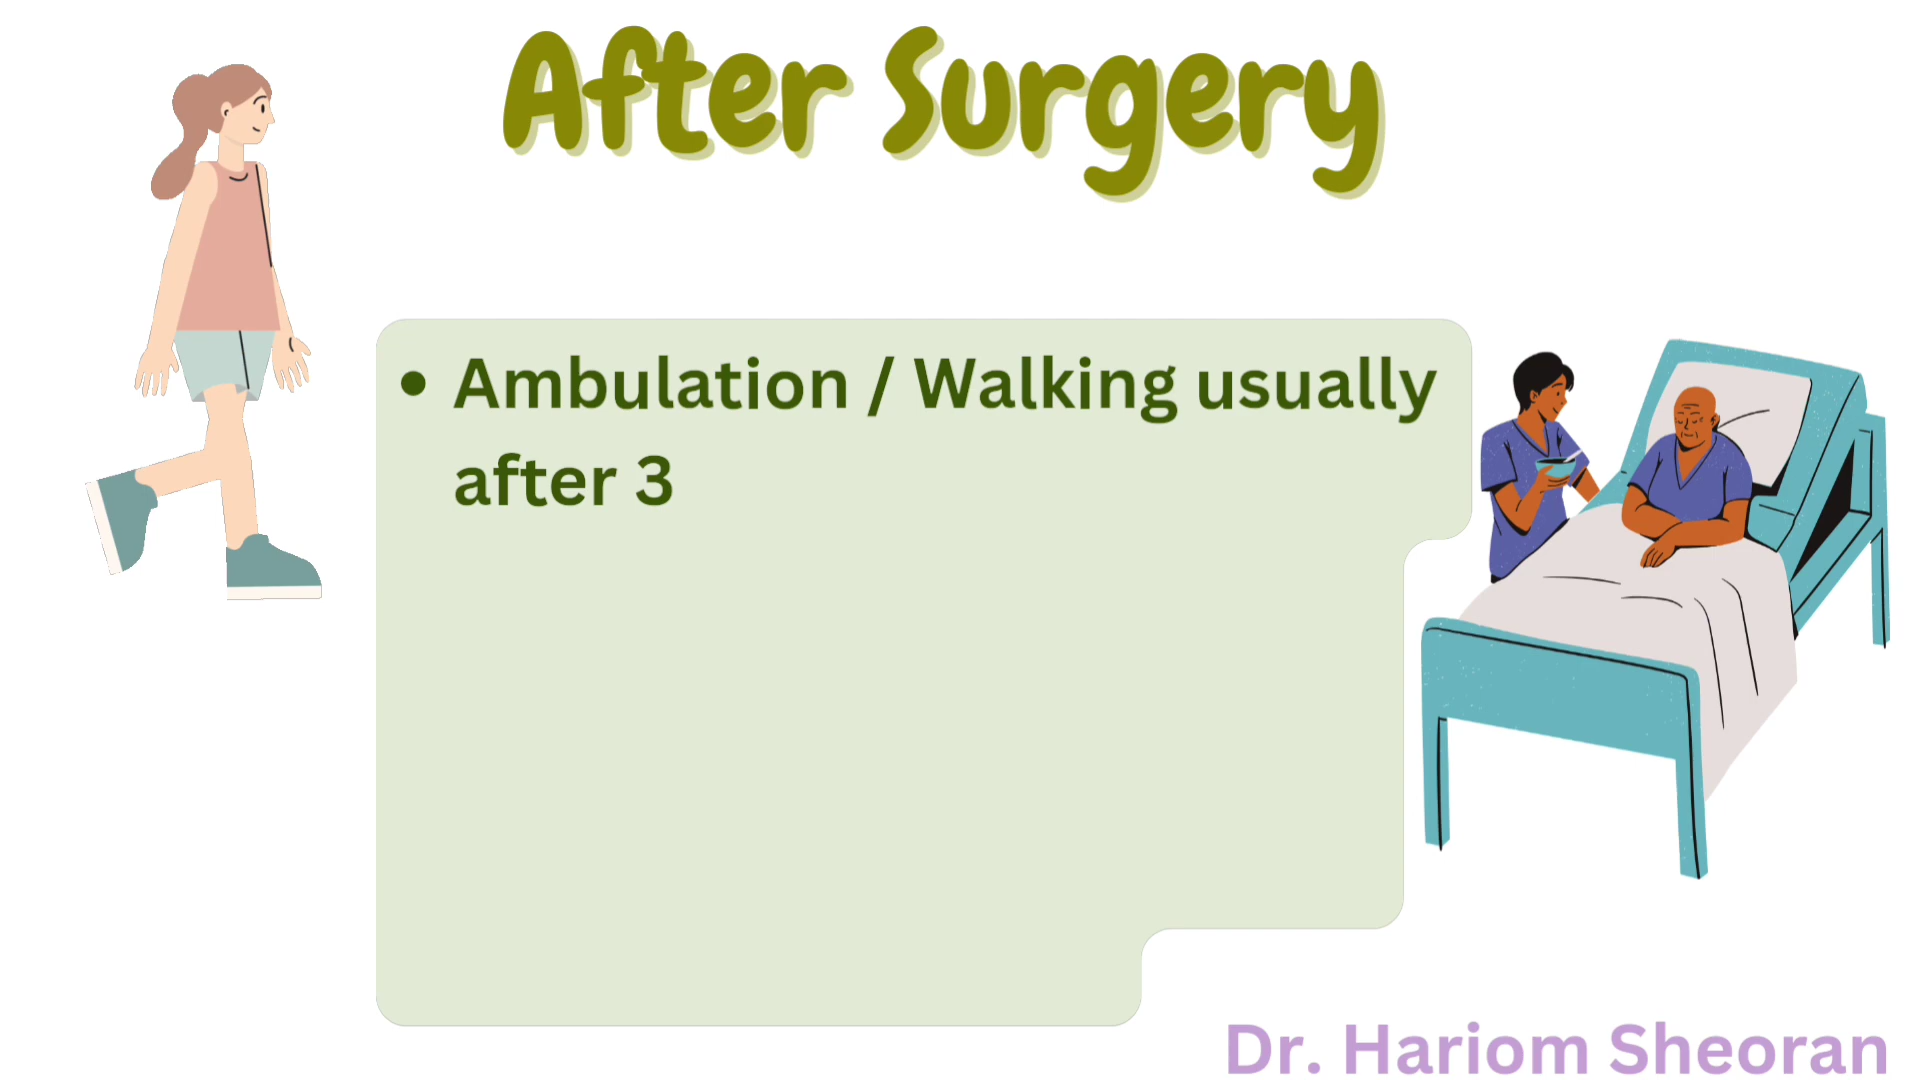 After Surgery
• Ambulation / Walking usually
after 3
Dr. Hariom Sheoran